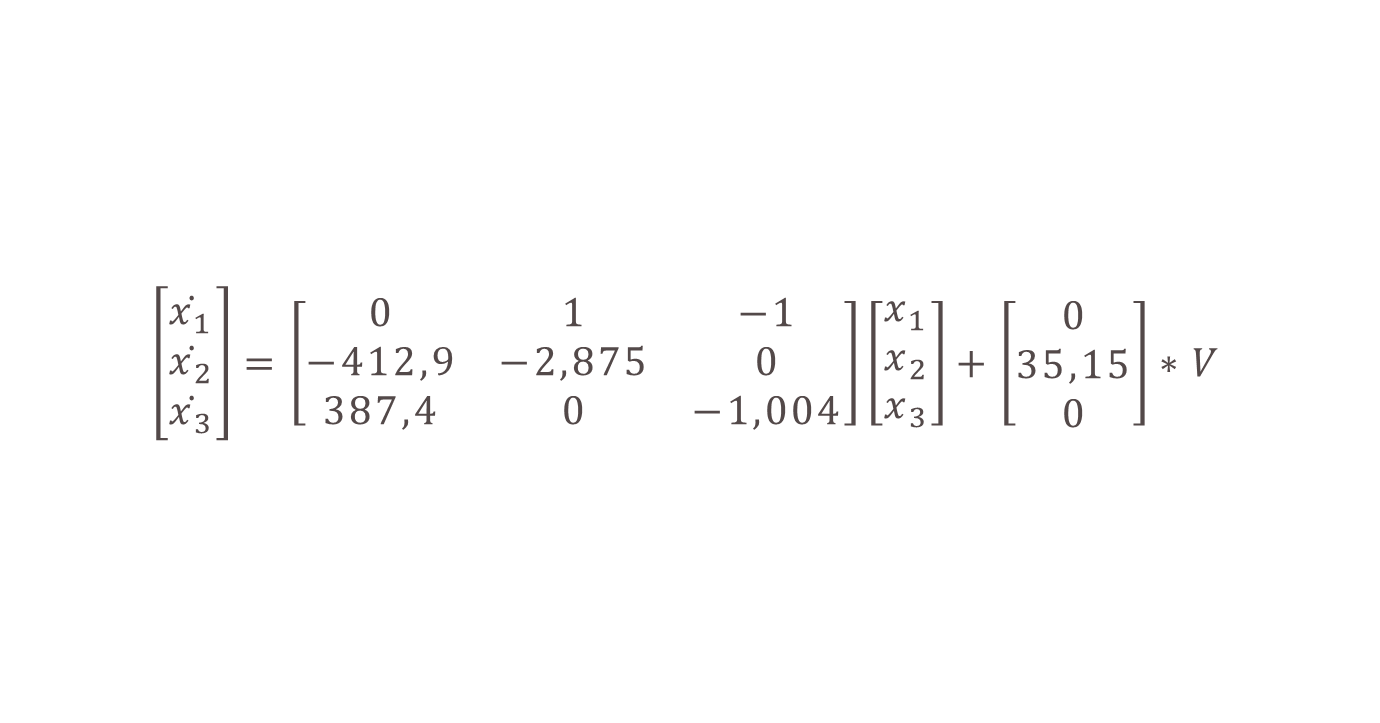 [ẋ₁ ẋ₂ ẋ₃] = [0 1 −1
−412,9 −2,875 0
387,4 0 −1,004] [x₁ x₂ x₃] + [0 35,15 0] * V